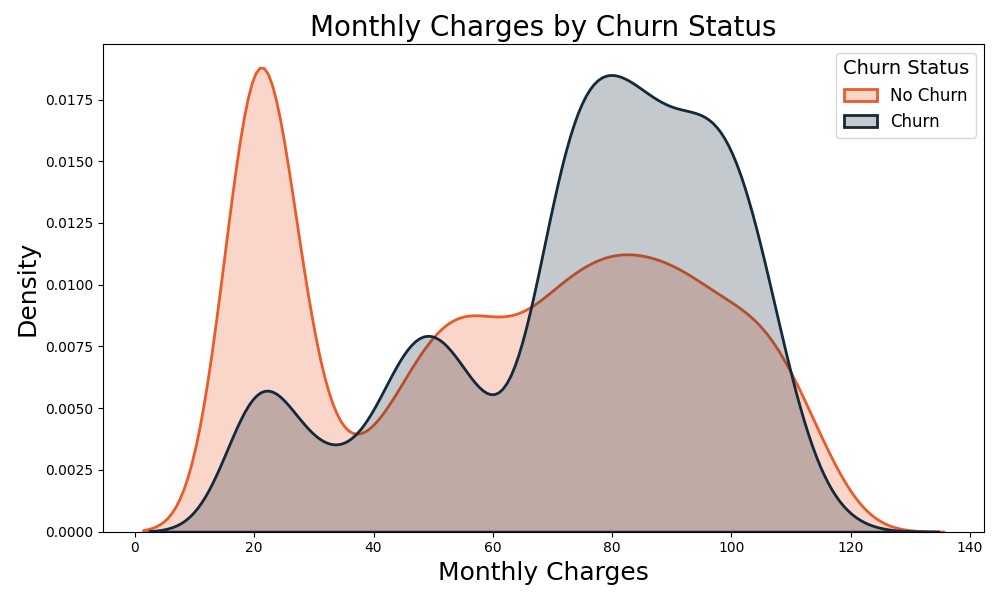 Monthly Charges by Churn Status
Churn Status
No Churn
Churn
Density
0.0175
0.0150
0.0125
0.0100
0.0075
0.0050
0.0025
0.0000
0 20 40 60 80 100 120 140
Monthly Charges